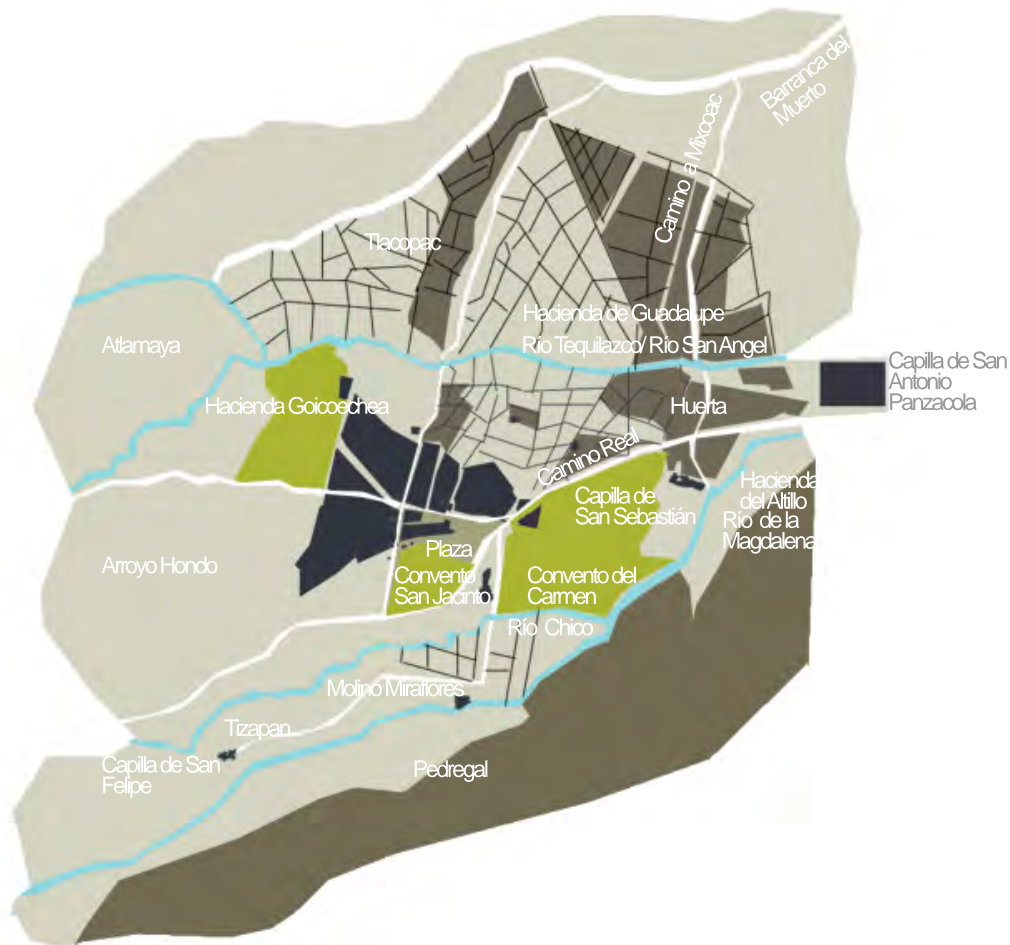 Barranca del
Muerto
Camino a Mixcoac
Tlacopac
Hacienda de Guadalupe
Río Tequilazco/ Río San Angel
Atlamaya
Capilla de San
Antonio
Panzacola
Hacienda Goicoechea
Huerta
Camino Real
Capilla de
San Sebastián
Hacienda
del Altillo
Río de la
Magdalena
Plaza
Arroyo Hondo
Convento
San Jacinto
Convento del
Carmen
Río Chico
Molino Miraflores
Tizapan
Capilla de San
Felipe
Pedregal